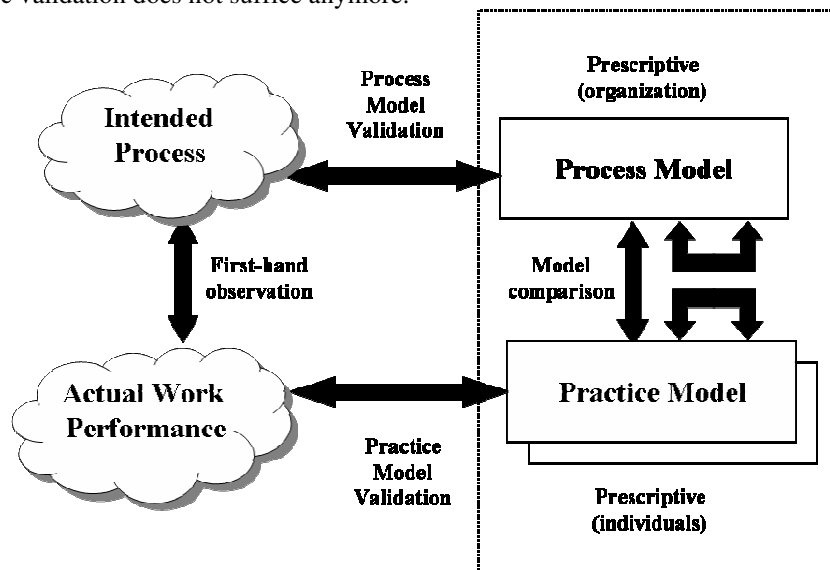 e validation does not suffice anymore.
Process
Model
Validation
Prescriptive
(organization)
Intended
Process
Process Model
First-hand
observation
Model
comparison
Actual Work
Performance
Practice Model
Practice
Model
Validation
Prescriptive
(individuals)